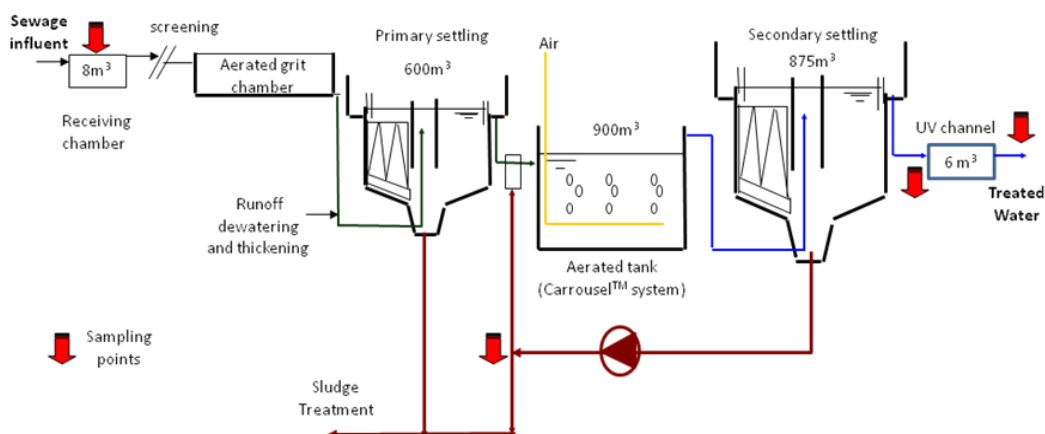 Sewage
influent
8m³
screening
Aerated grit
chamber
Receiving
chamber
Primary settling
600m³
Runoff
dewatering
and thickening
Air
900m³
Aerated tank
(Carrousel™ system)
Secondary settling
875m³
UV channel
6 m³
Treated
Water
Sampling
points
Sludge
Treatment